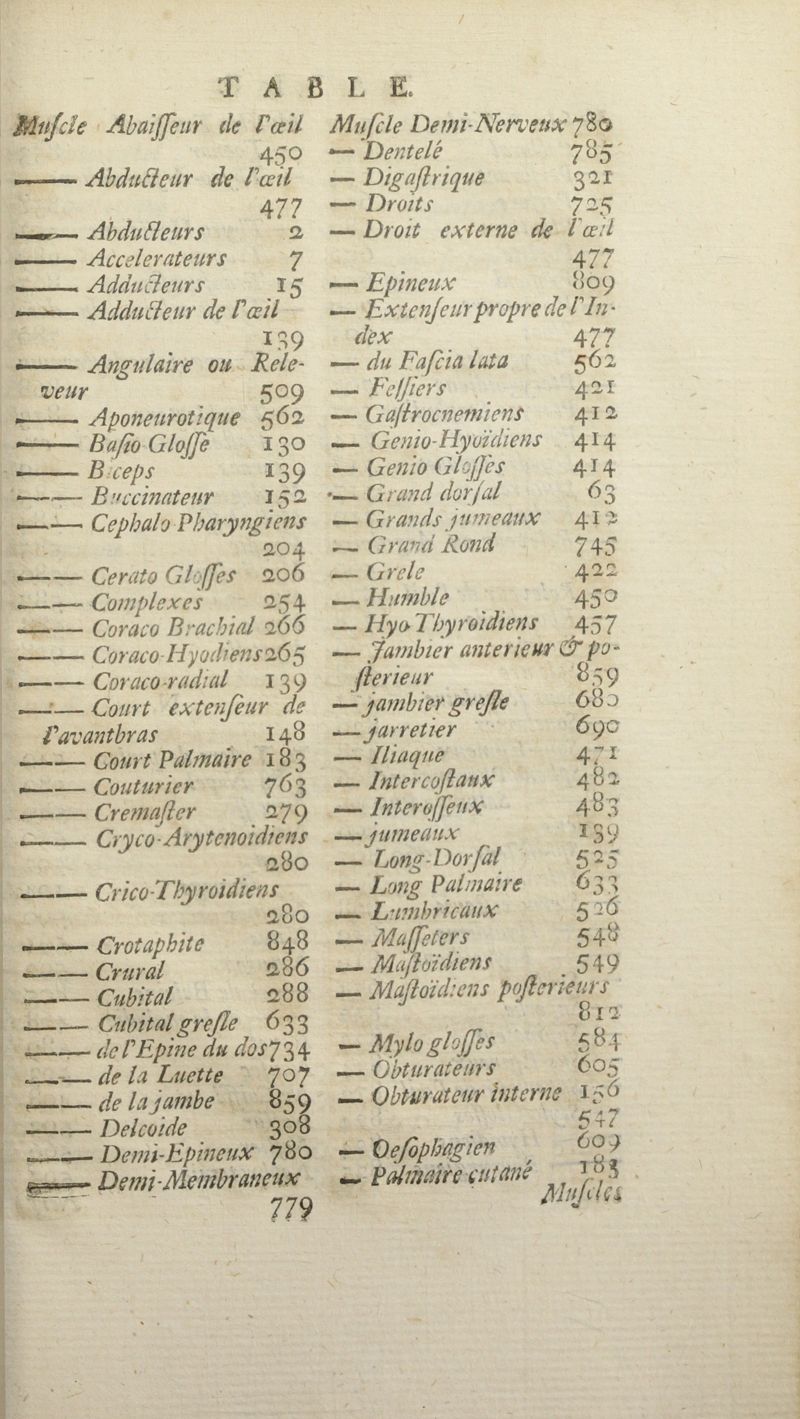 TABLE.
Muſcle Abaiſſeur de l'œil
450
—— Abducteur de l'œil
477
—— Abducteurs 2
—— Accelerateurs 7
—— Adducteurs 15
—— Adducteur de l'œil
139
—— Angulaire ou Rele-
veur 509
—— Aponeurotique 562
—— Baſio Gloſſe 130
—— Biceps 139
—— Buccinateur 152
—— Cephalo Pharyngiens
204
—— Cerato Gloſſes 206
—— Complexes 254
—— Coraco Brachial 266
—— Coraco-Hyodiens 265
—— Coraco-radial 139
—— Court extenſeur de
l'avantbras 148
—— Court Palmaire 183
—— Couturier 763
—— Cremaſter 279
—— Cryco-Arytenoidiens
280
—— Crico-Thyroidiens
280
—— Crotaphite 848
—— Crural 286
—— Cubital 288
—— Cubital greſle 633
—— de l'Epine du dos 734
—— de la Luette 707
—— de la jambe 859
—— Delcoide 308
—— Demi-Epineux 780
—— Demi-Membraneux
779
Muſcle Demi-Nerveux 780
— Dentelé 785
— Digaſtrique 321
— Droits 725
— Droit externe de l'œil
477
— Epineux 809
— Extenſeur propre de l'In-
dex 477
— du Faſcia lata 562
— Feſſiers 421
— Gaſtrocnemiens 412
— Genio-Hyoïdiens 414
— Genio Gloſſes 414
— Grand dorſal 63
— Grands jumeaux 412
— Grand Rond 745
— Grele 422
— Humble 450
— Hyo Thyroidiens 457
— Jambier anterieur & po-
ſterieur 859
— jambier greſle 680
— jarretier 690
— Iliaque 471
— Intercoſtaux 482
— Interoſſeux 483
— jumeaux 139
— Long-Dorſal 525
— Long Palmaire 633
— Lumbricaux 526
— Maſſeters 548
— Maſtoïdiens 549
— Maſtoïdiens poſterieurs
812
— Mylo gloſſes 584
— Obturateurs 605
— Obturateur interne 156
547
— Oeſophagien 609
— Palmaire cutané 183
Muſcles